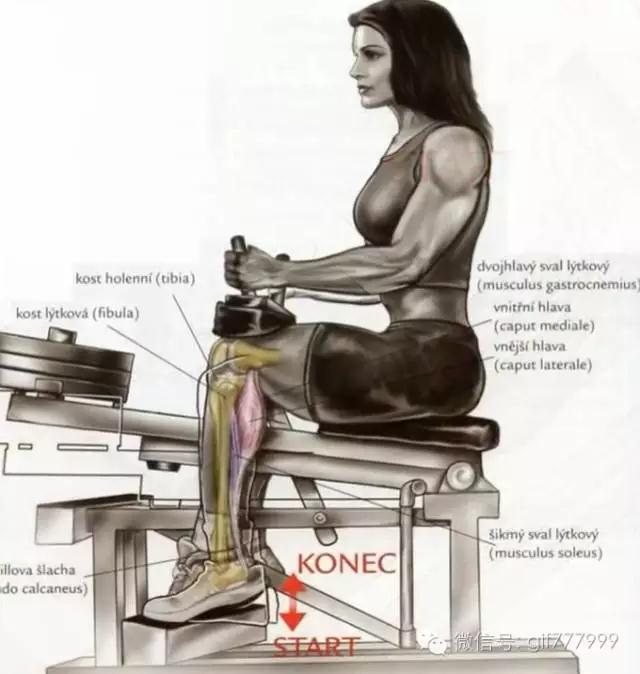 kost holenní (tibia)
kost lýtková (fibula)
dvojhlavý sval lýtkový
(musculus gastrocnemius)
vnitřní hlava
(caput mediale)
vnější hlava
(caput laterale)
šikmý sval lýtkový
(musculus soleus)
illova šlacha
do calcaneus)
KONEC
START
微信号: gil777999